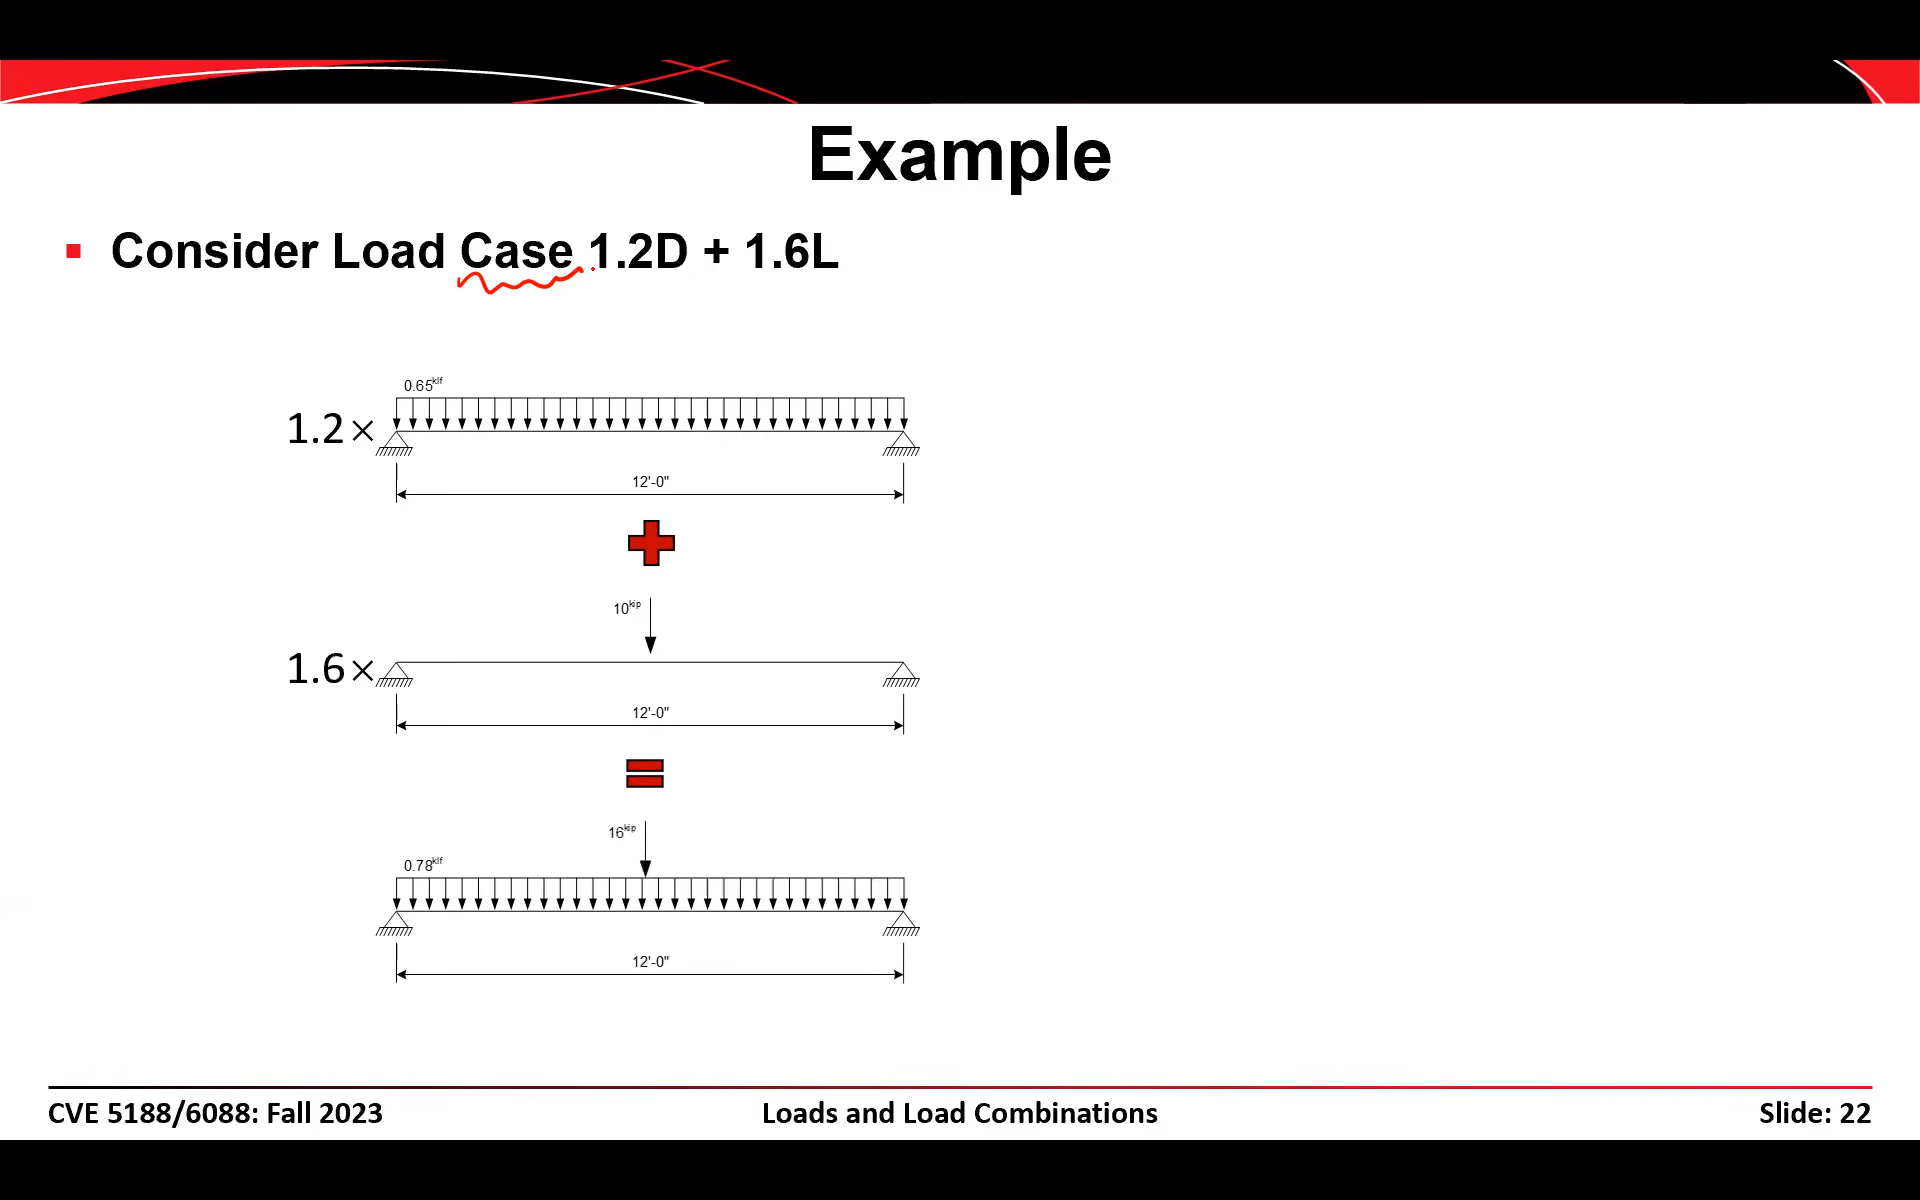 Example
▪ Consider Load Case 1.2D + 1.6L
0.65klf
1.2×
12'-0"
10kip
1.6×
12'-0"
16kip
0.78klf
12'-0"
CVE 5188/6088: Fall 2023 Loads and Load Combinations Slide: 22